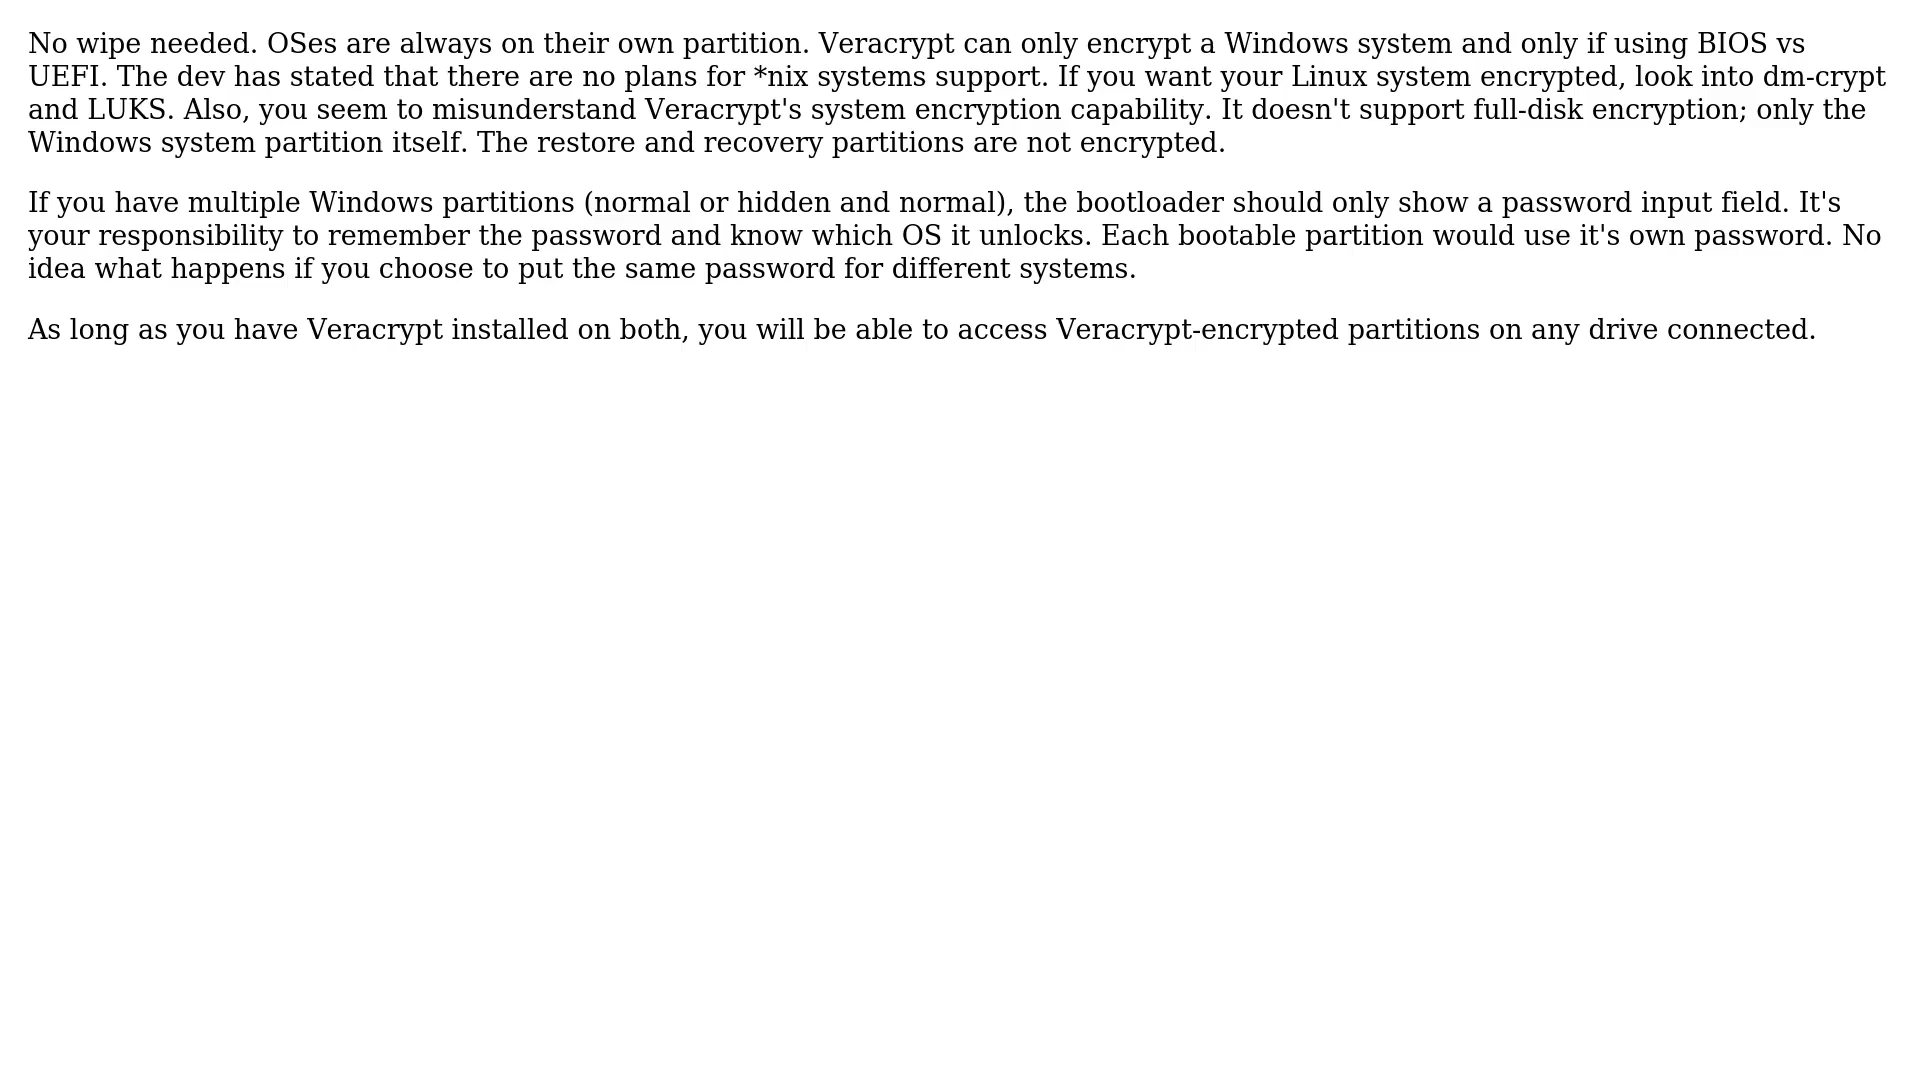 No wipe needed. OSes are always on their own partition. Veracrypt can only encrypt a Windows system and only if using BIOS vs
UEFI. The dev has stated that there are no plans for *nix systems support. If you want your Linux system encrypted, look into dm-crypt
and LUKS. Also, you seem to misunderstand Veracrypt's system encryption capability. It doesn't support full-disk encryption; only the
Windows system partition itself. The restore and recovery partitions are not encrypted.
If you have multiple Windows partitions (normal or hidden and normal), the bootloader should only show a password input field. It's
your responsibility to remember the password and know which OS it unlocks. Each bootable partition would use it's own password. No
idea what happens if you choose to put the same password for different systems.
As long as you have Veracrypt installed on both, you will be able to access Veracrypt-encrypted partitions on any drive connected.